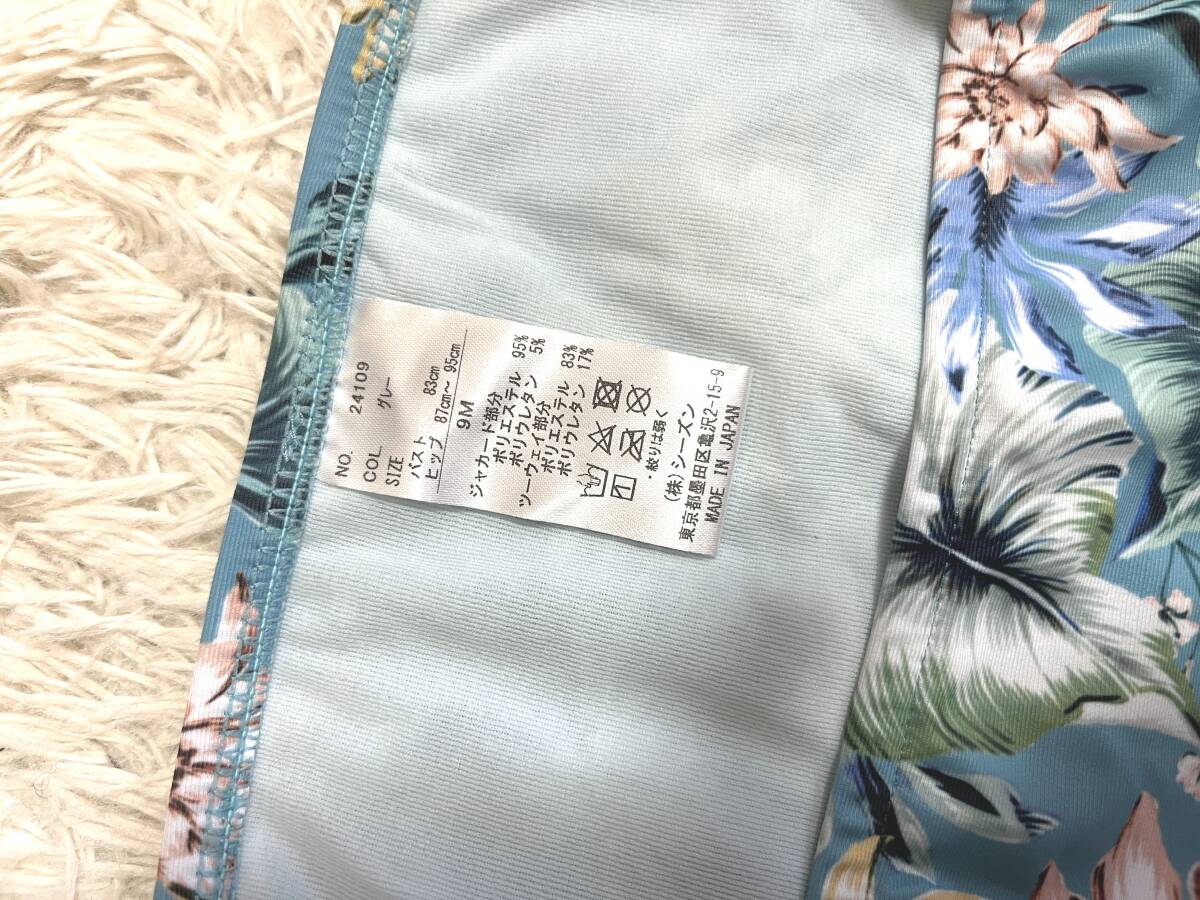 NO. 24109
COL. グレー
SIZE
バスト 83cm
ヒップ 87cm～ 95cm
9M
ジャカード部分
ポリエステル 95%
ポリウレタン 5%
ツーウェイ部分
ポリエステル 83%
ポリウレタン 17%
・絞りは弱く
(株)シーズン
東京都墨田区亀沢2-15-9
MADE IN JAPAN